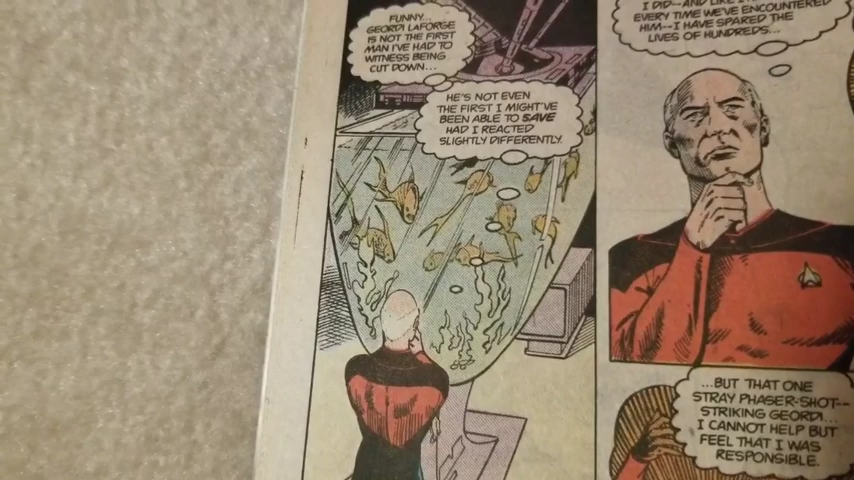 FUNNY...
GEORDI LAFORGE
IS NOT THE FIRST
MAN I'VE HAD TO
WITNESS BEING
CUT DOWN...
HE'S NOT EVEN
THE FIRST I MIGHT'VE
BEEN ABLE TO SAVE
HAD I REACTED
SLIGHTLY DIFFERENTLY.
I DID--AND LIKE
EVERY TIME WE'VE ENCOUNTERED
HIM--I HAVE SPARED THE
LIVES OF HUNDREDS...
...BUT THAT ONE
STRAY PHASER-SHOT--
STRIKING GEORDI...
I CANNOT HELP BUT
FEEL THAT I WAS
RESPONSIBLE.